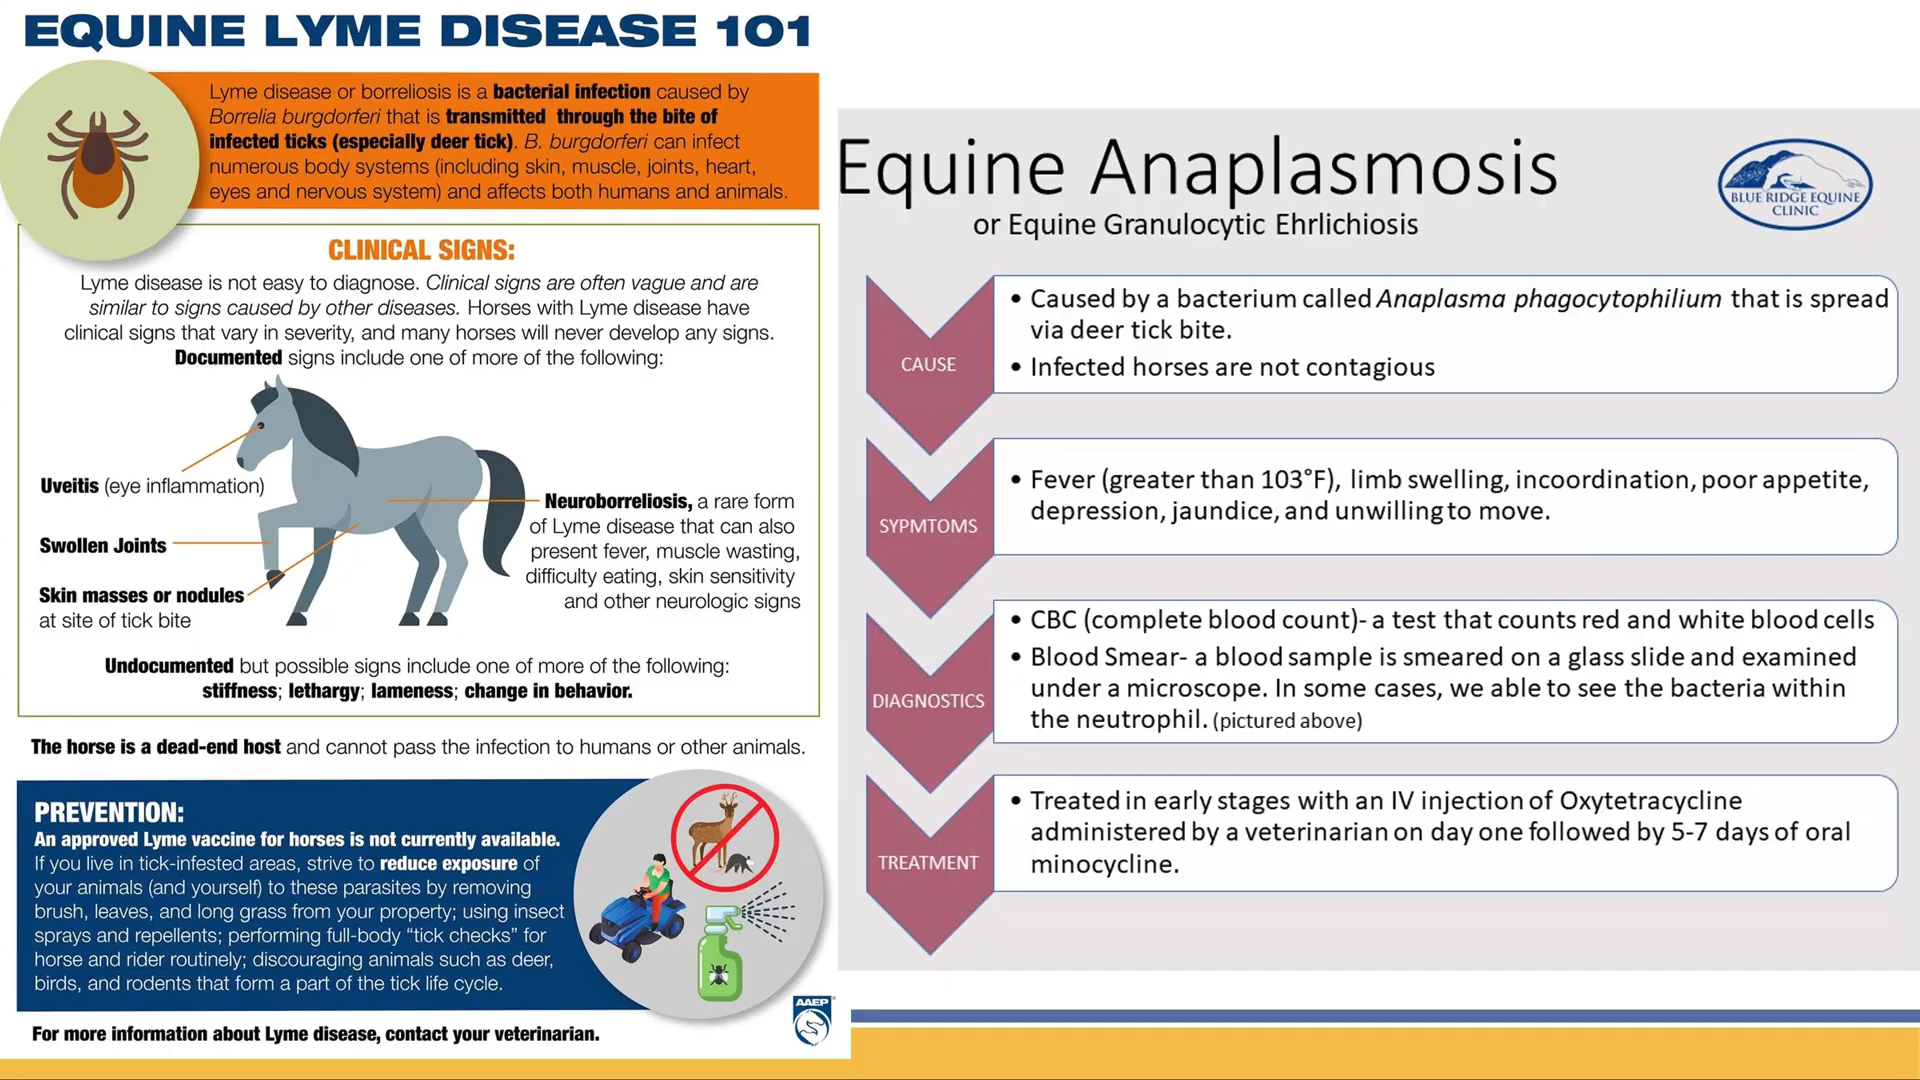 EQUINE LYME DISEASE 101
Lyme disease or borreliosis is a bacterial infection caused by
Borrelia burgdorferi that is transmitted through the bite of
infected ticks (especially deer tick). B. burgdorferi can infect
numerous body systems (including skin, muscle, joints, heart,
eyes and nervous system) and affects both humans and animals.
CLINICAL SIGNS:
Lyme disease is not easy to diagnose. Clinical signs are often vague and are
similar to signs caused by other diseases. Horses with Lyme disease have
clinical signs that vary in severity, and many horses will never develop any signs.
Documented signs include one of more of the following:
Uveitis (eye inflammation)
Swollen Joints
Skin masses or nodules
at site of tick bite
Neuroborreliosis, a rare form
of Lyme disease that can also
present fever, muscle wasting,
difficulty eating, skin sensitivity
and other neurologic signs
Undocumented but possible signs include one of more of the following:
stiffness; lethargy; lameness; change in behavior.
The horse is a dead-end host and cannot pass the infection to humans or other animals.
PREVENTION:
An approved Lyme vaccine for horses is not currently available.
If you live in tick-infested areas, strive to reduce exposure of
your animals (and yourself) to these parasites by removing
brush, leaves, and long grass from your property; using insect
sprays and repellents; performing full-body “tick checks” for
horse and rider routinely; discouraging animals such as deer,
birds, and rodents that form a part of the tick life cycle.
AAEP
For more information about Lyme disease, contact your veterinarian.
Equine Anaplasmosis
or Equine Granulocytic Ehrlichiosis
BLUE RIDGE EQUINE
CLINIC
CAUSE
• Caused by a bacterium called Anaplasma phagocytophilium that is spread
via deer tick bite.
• Infected horses are not contagious
SYPMTOMS
• Fever (greater than 103°F), limb swelling, incoordination, poor appetite,
depression, jaundice, and unwilling to move.
DIAGNOSTICS
• CBC (complete blood count)- a test that counts red and white blood cells
• Blood Smear- a blood sample is smeared on a glass slide and examined
under a microscope. In some cases, we able to see the bacteria within
the neutrophil. (pictured above)
TREATMENT
• Treated in early stages with an IV injection of Oxytetracycline
administered by a veterinarian on day one followed by 5-7 days of oral
minocycline.